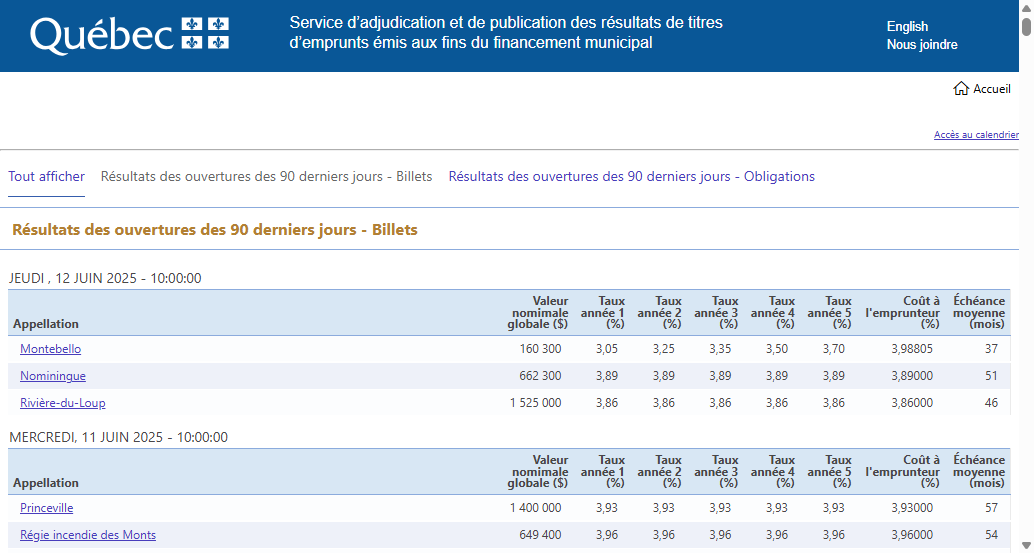 Québec
Service d’adjudication et de publication des résultats de titres
d’emprunts émis aux fins du financement municipal
English
Nous joindre
Accueil
Accès au calendrier
Tout afficher Résultats des ouvertures des 90 derniers jours - Billets Résultats des ouvertures des 90 derniers jours - Obligations
Résultats des ouvertures des 90 derniers jours - Billets
JEUDI , 12 JUIN 2025 - 10:00:00
Appellation Valeur nomimale globale ($) Taux année 1 (%) Taux année 2 (%) Taux année 3 (%) Taux année 4 (%) Taux année 5 (%) Coût à l'emprunteur (%) Échéance moyenne (mois)
Montebello 160 300 3,05 3,25 3,35 3,50 3,70 3,98805 37
Nominingue 662 300 3,89 3,89 3,89 3,89 3,89 3,89000 51
Rivière-du-Loup 1 525 000 3,86 3,86 3,86 3,86 3,86 3,86000 46
MERCREDI, 11 JUIN 2025 - 10:00:00
Appellation Valeur nomimale globale ($) Taux année 1 (%) Taux année 2 (%) Taux année 3 (%) Taux année 4 (%) Taux année 5 (%) Coût à l'emprunteur (%) Échéance moyenne (mois)
Princeville 1 400 000 3,93 3,93 3,93 3,93 3,93 3,93000 57
Régie incendie des Monts 649 400 3,96 3,96 3,96 3,96 3,96 3,96000 54